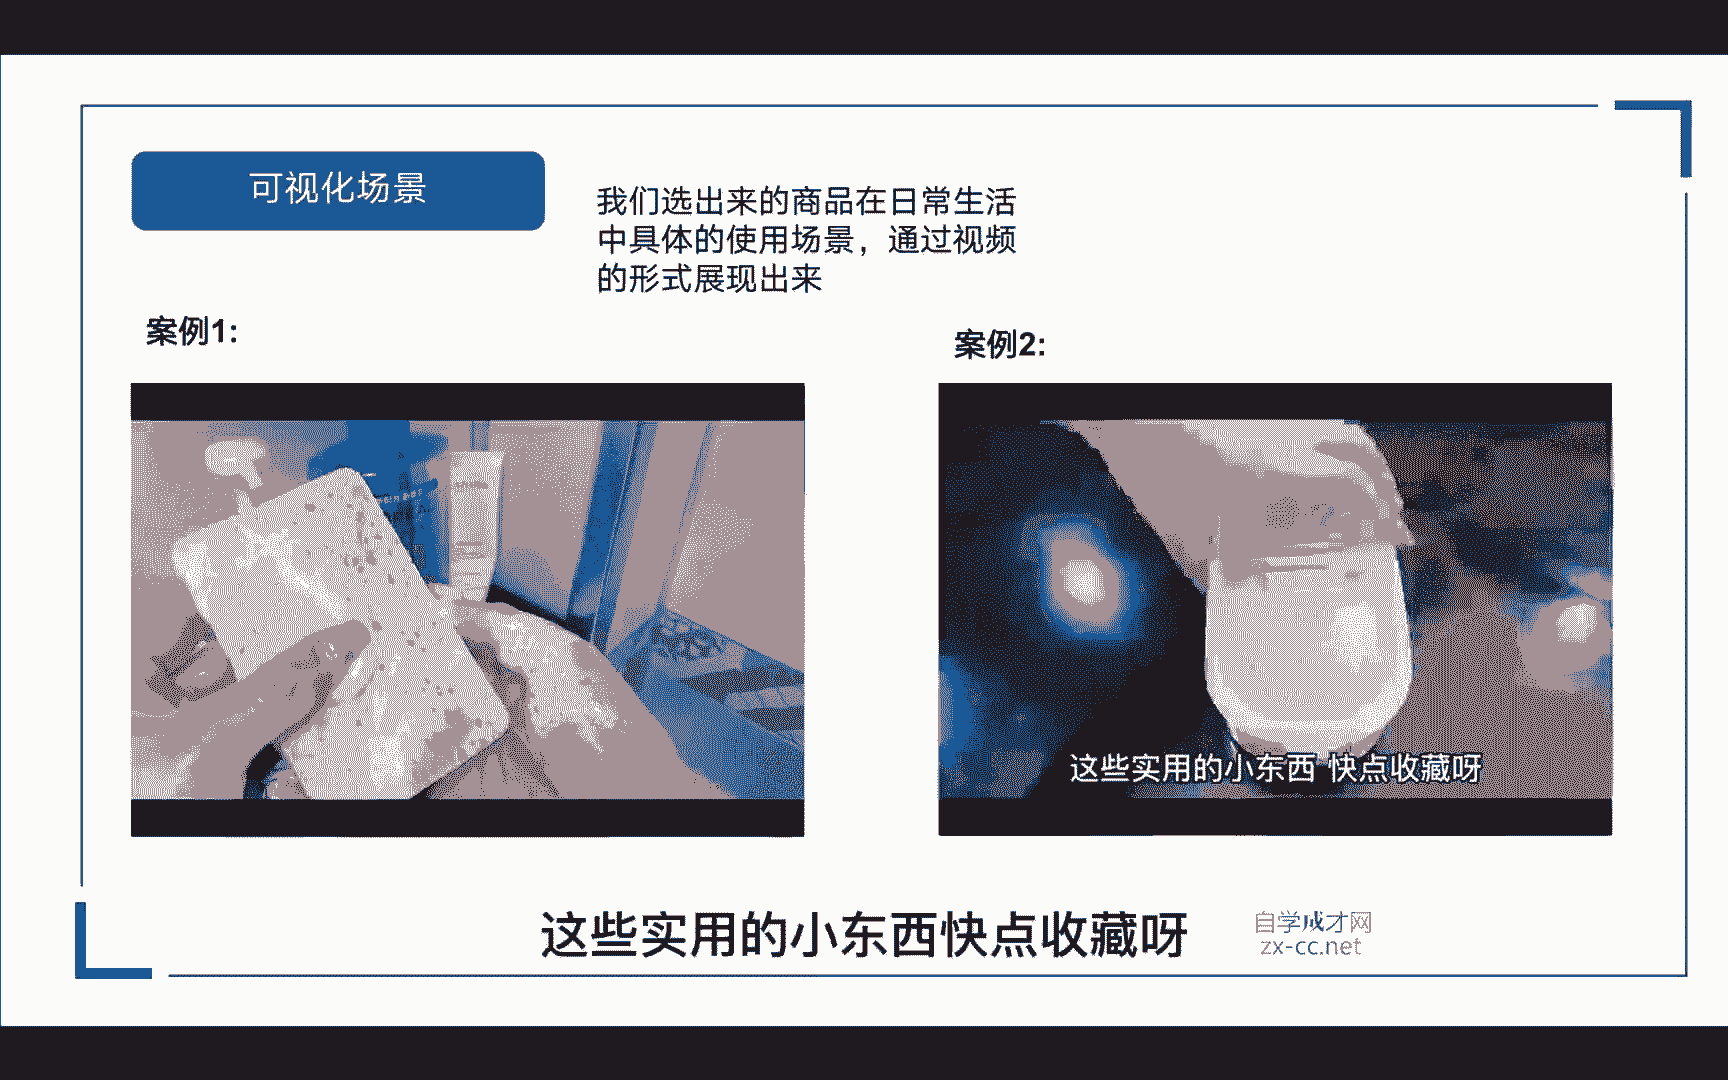 可视化场景
我们选出来的商品在日常生活
中具体的使用场景，通过视频
的形式展现出来
案例1:
案例2:
这些实用的小东西 快点收藏呀
这些实用的小东西快点收藏呀
自学成才网
zx-cc.net